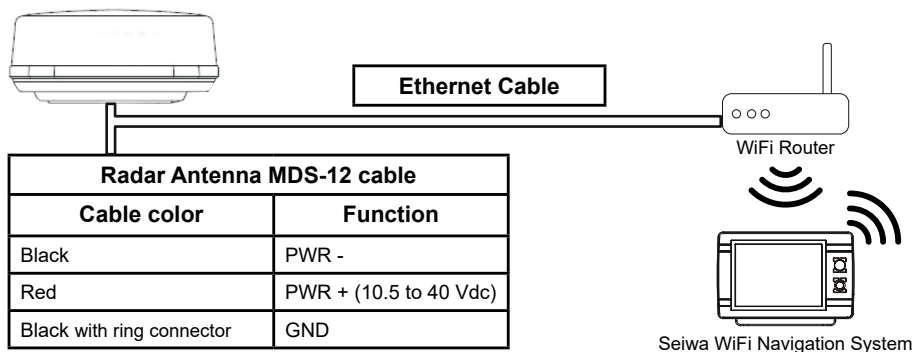 Ethernet Cable
WiFi Router
Radar Antenna MDS-12 cable
Cable color Function
Black PWR -
Red PWR + (10.5 to 40 Vdc)
Black with ring connector GND
Seiwa WiFi Navigation System